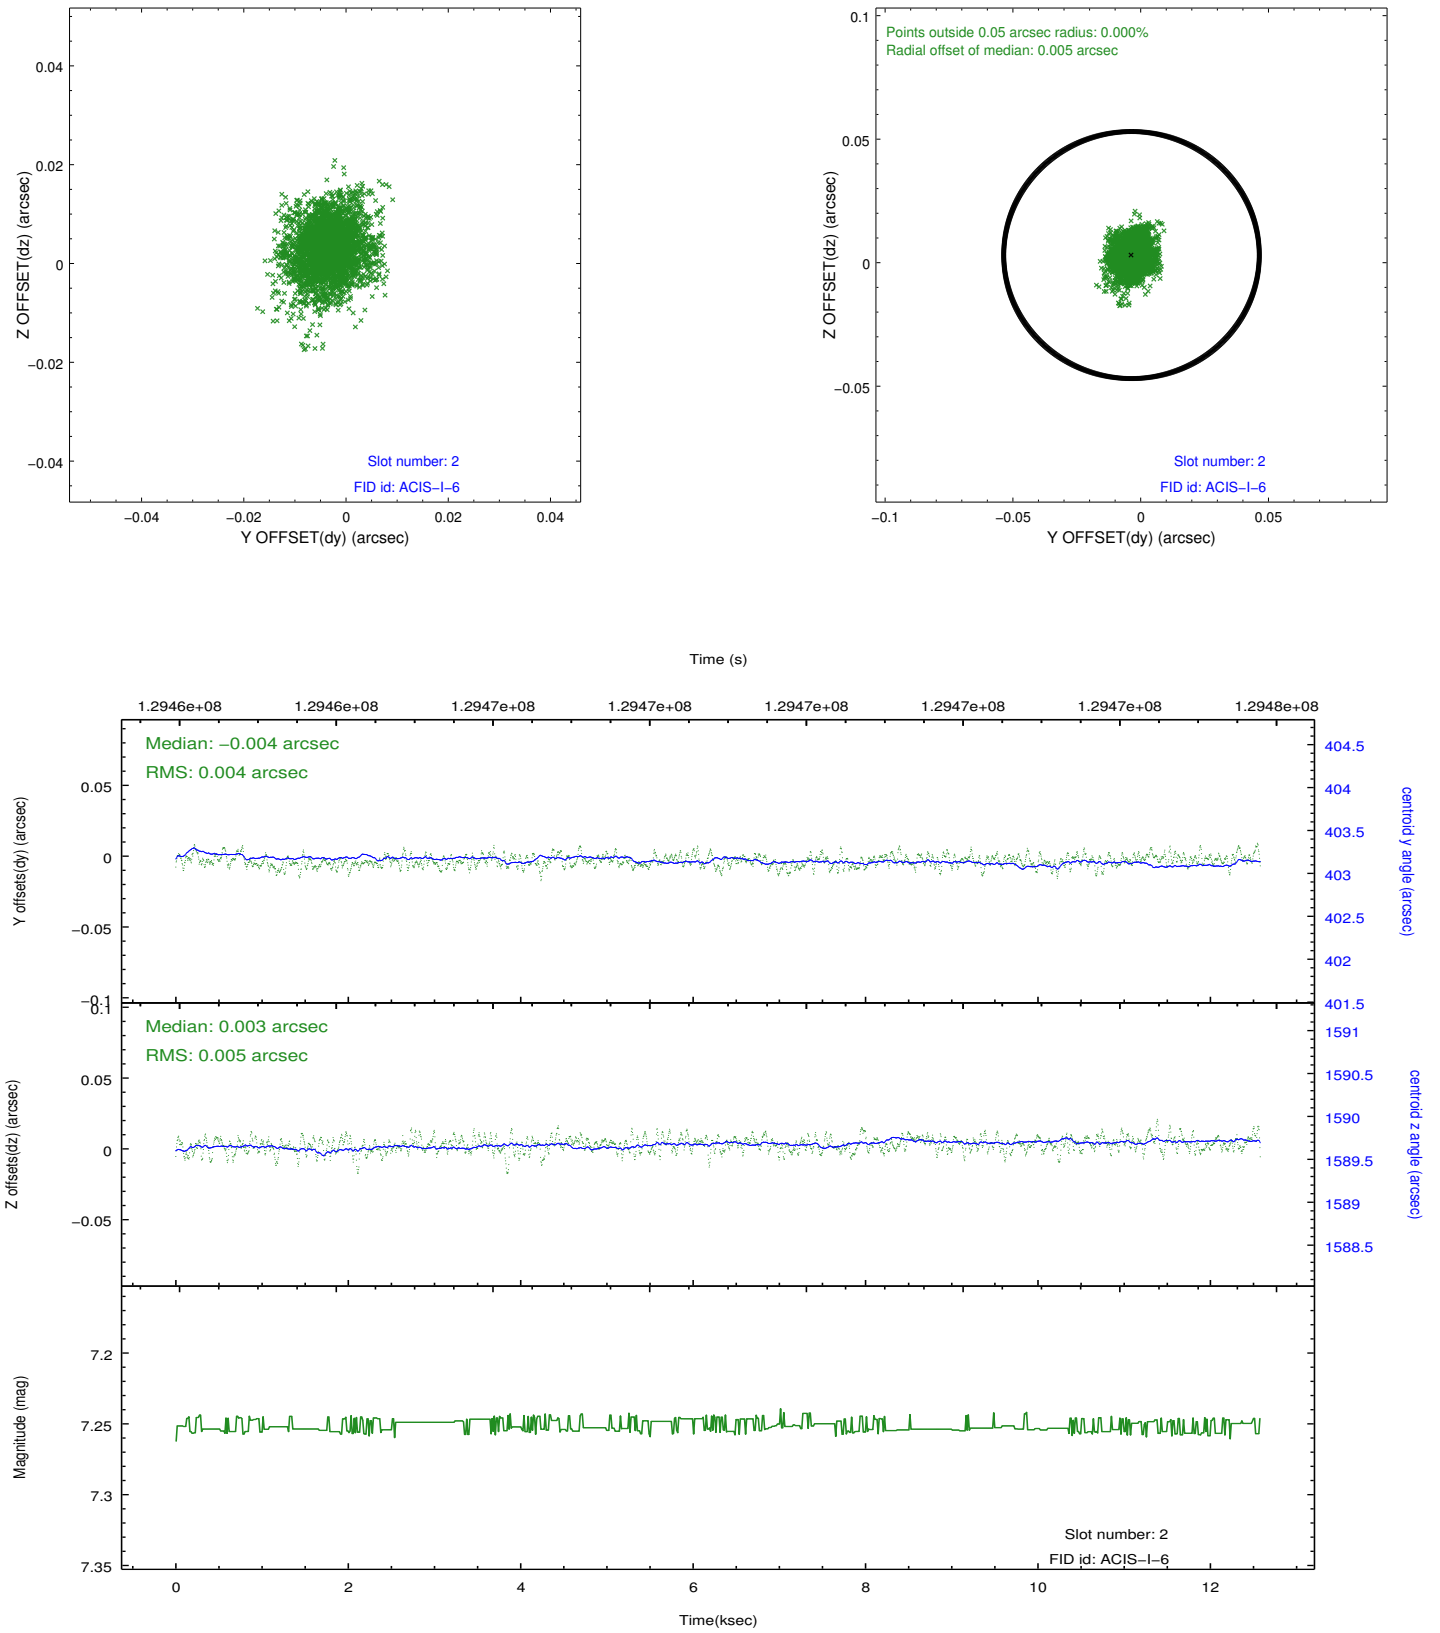 0.04
0.02
0
−0.02
−0.04
Z OFFSET(dz) (arcsec)
Slot number: 2
FID id: ACIS−I−6
−0.04
−0.02
0
0.02
0.04
Y OFFSET(dy) (arcsec)
0.1
0.05
0
−0.05
Z OFFSET(dz) (arcsec)
Points outside 0.05 arcsec radius: 0.000%
Radial offset of median: 0.005 arcsec
Slot number: 2
FID id: ACIS−I−6
−0.1
−0.05
0
0.05
Y OFFSET(dy) (arcsec)
Time (s)
1.2946e+08
1.2946e+08
1.2947e+08
1.2947e+08
1.2947e+08
1.2947e+08
1.2947e+08
1.2948e+08
Median: −0.004 arcsec
RMS: 0.004 arcsec
0.05
0
−0.05
−0.1
Y offsets(dy) (arcsec)
404.5
404
403.5
403
402.5
402
401.5
centroid y angle (arcsec)
Median: 0.003 arcsec
RMS: 0.005 arcsec
0.1
0.05
0
−0.05
Z offsets(dz) (arcsec)
1591
1590.5
1590
1589.5
1589
1588.5
centroid z angle (arcsec)
7.2
7.25
7.3
7.35
Magnitude (mag)
Slot number: 2
FID id: ACIS−I−6
0
2
4
6
8
10
12
Time(ksec)